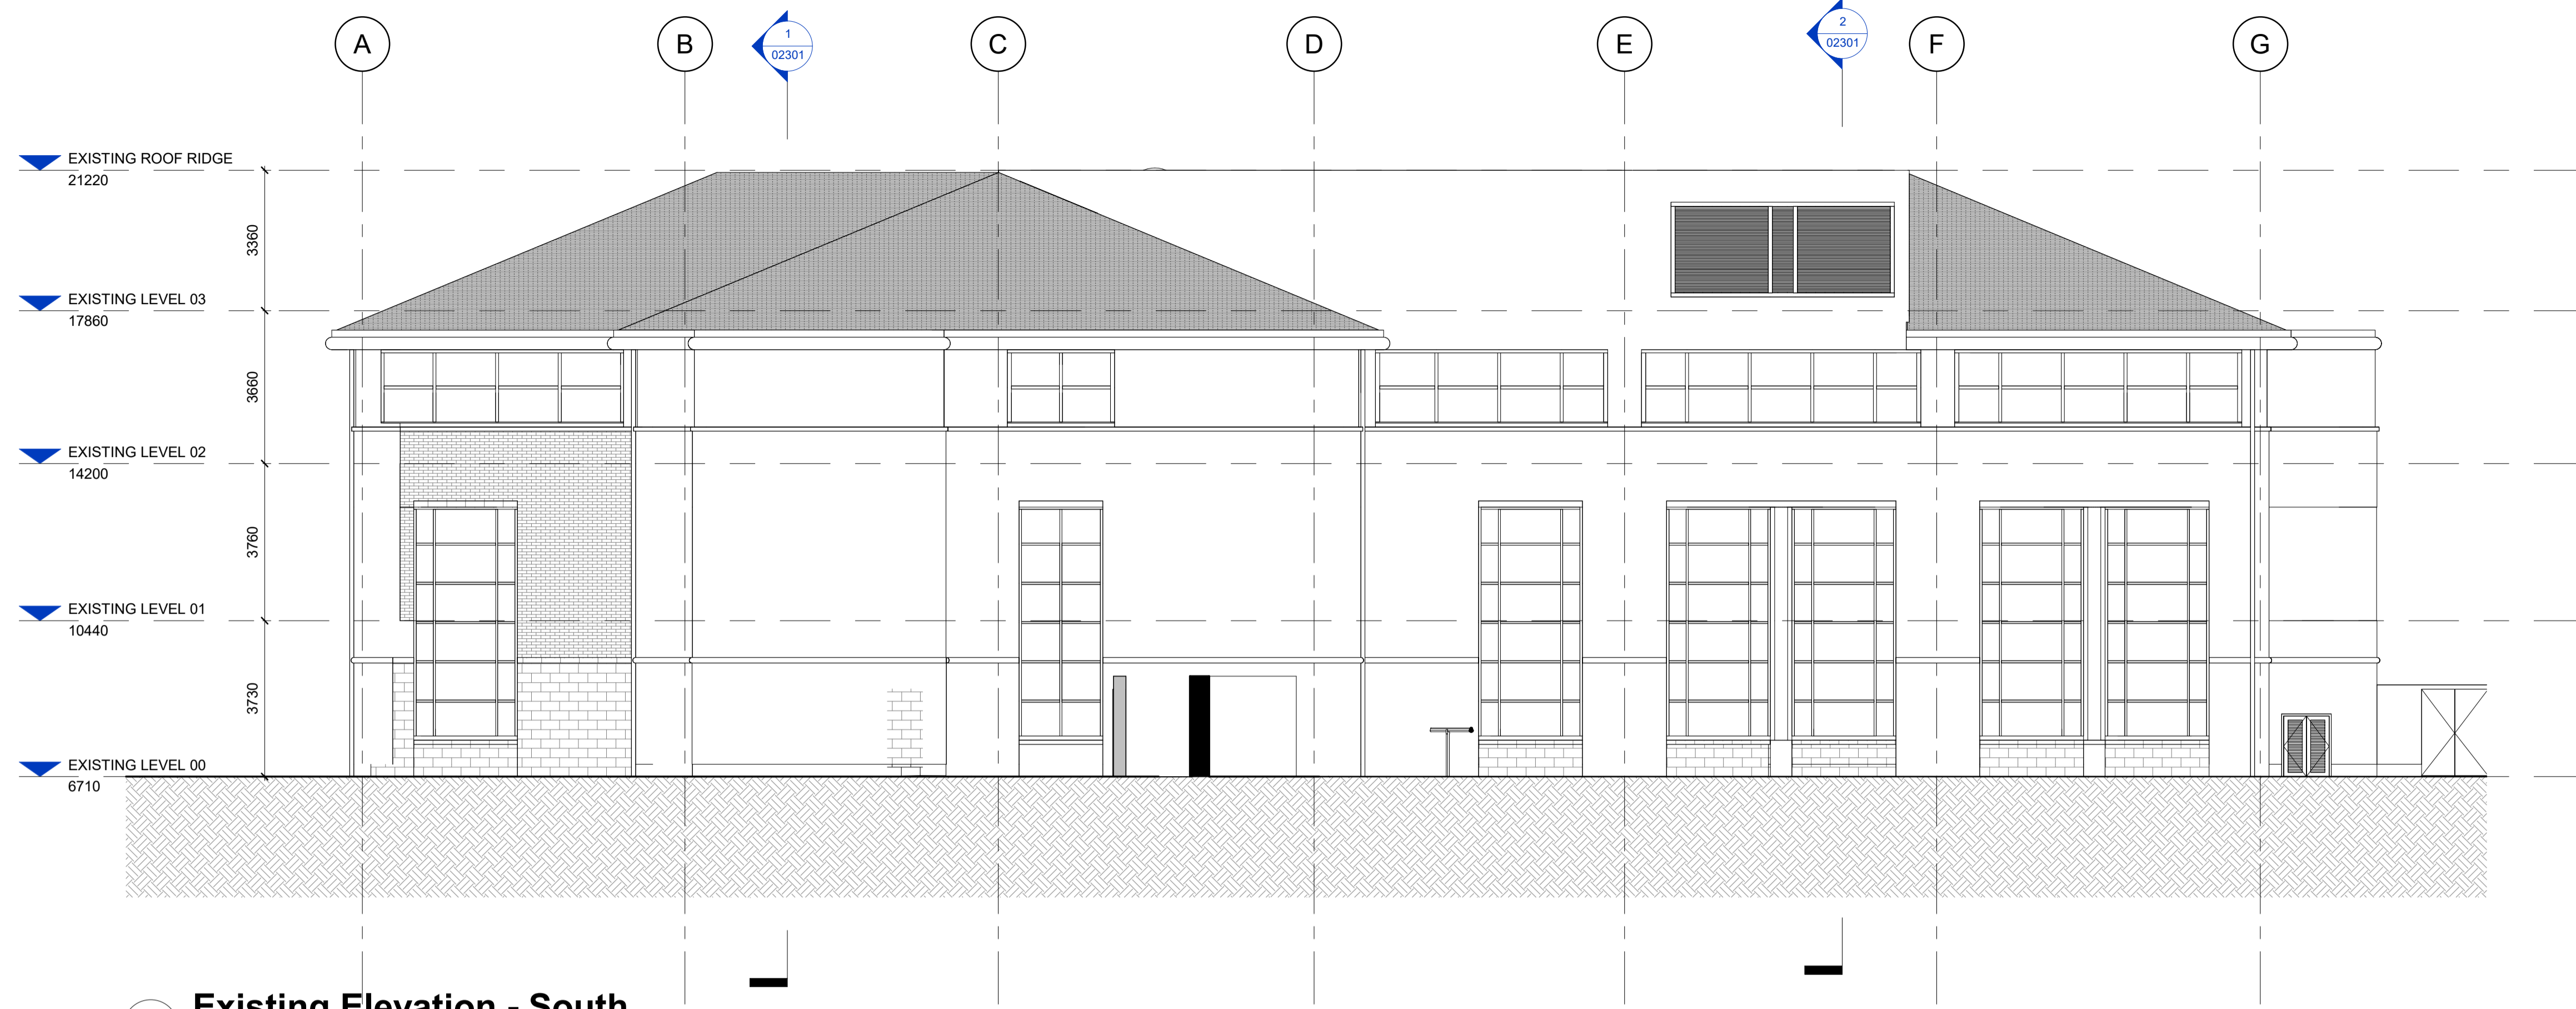 A
B
1
02301
C
D
E
2
02301
F
G
EXISTING ROOF RIDGE
21220
3360
EXISTING LEVEL 03
17860
3660
EXISTING LEVEL 02
14200
3760
EXISTING LEVEL 01
10440
3730
EXISTING LEVEL 00
6710
Existing Elevation - South